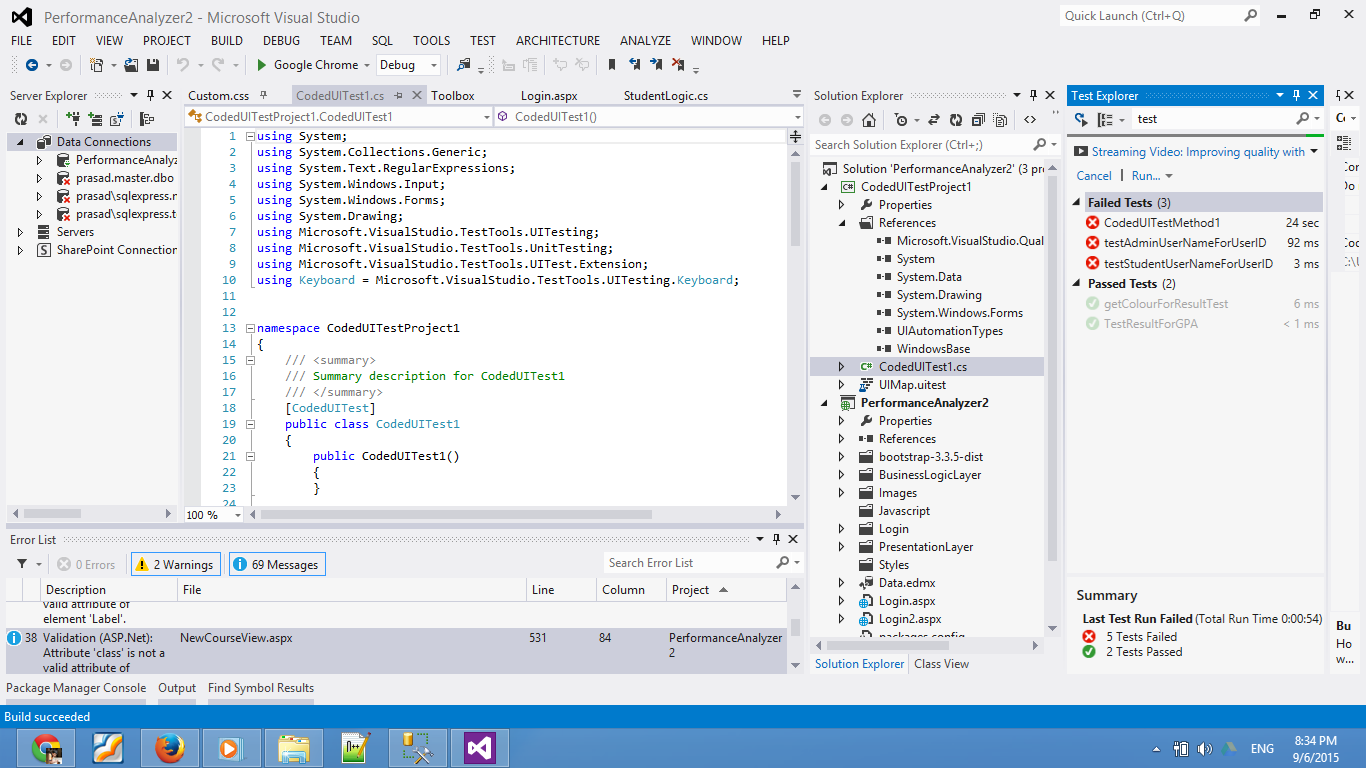 PerformanceAnalyzer2 - Microsoft Visual Studio
Quick Launch (Ctrl+Q)
FILE EDIT VIEW PROJECT BUILD DEBUG TEAM SQL TOOLS TEST ARCHITECTURE ANALYZE WINDOW HELP
Google Chrome Debug
Server Explorer
Data Connections
PerformanceAnalyz
prasad.master.dbo
prasad\sqlexpress.n
prasad\sqlexpress.t
Servers
SharePoint Connection
Custom.css CodedUITest1.cs Toolbox Login.aspx StudentLogic.cs
CodedUITestProject1.CodedUITest1 CodedUITest1()
1 using System;
2 using System.Collections.Generic;
3 using System.Text.RegularExpressions;
4 using System.Windows.Input;
5 using System.Windows.Forms;
6 using System.Drawing;
7 using Microsoft.VisualStudio.TestTools.UITesting;
8 using Microsoft.VisualStudio.TestTools.UnitTesting;
9 using Microsoft.VisualStudio.TestTools.UITest.Extension;
10 using Keyboard = Microsoft.VisualStudio.TestTools.UITesting.Keyboard;
11
12
13 namespace CodedUITestProject1
14 {
15 /// <summary>
16 /// Summary description for CodedUITest1
17 /// </summary>
18 [CodedUITest]
19 public class CodedUITest1
20 {
21 public CodedUITest1()
22 {
23 }
24
100 %
Solution Explorer
Search Solution Explorer (Ctrl+;)
Solution 'PerformanceAnalyzer2' (3 pro
CodedUITestProject1
Properties
References
Microsoft.VisualStudio.Qual
System
System.Data
System.Drawing
System.Windows.Forms
UIAutomationTypes
WindowsBase
CodedUITest1.cs
UIMap.uitest
PerformanceAnalyzer2
Properties
References
bootstrap-3.3.5-dist
BusinessLogicLayer
Images
Javascript
Login
PresentationLayer
Styles
Data.edmx
Login.aspx
Login2.aspx
packages.config
Solution Explorer Class View
Test Explorer
test
Streaming Video: Improving quality with
Cancel | Run...
Failed Tests (3)
CodedUITestMethod1 24 sec
testAdminUserNameForUserID 92 ms
testStudentUserNameForUserID 3 ms
Passed Tests (2)
getColourForResultTest 6 ms
TestResultForGPA < 1 ms
Summary
Last Test Run Failed (Total Run Time 0:00:54)
5 Tests Failed
2 Tests Passed
Bu
Ho
w...
Error List
0 Errors 2 Warnings 69 Messages Search Error List
Description File Line Column Project
valid attribute of
element 'Label'.
38 Validation (ASP.Net): NewCourseView.aspx 531 84 PerformanceAnalyzer
Attribute 'class' is not a 2
valid attribute of
Package Manager Console Output Find Symbol Results
Build succeeded
ENG
8:34 PM
9/6/2015